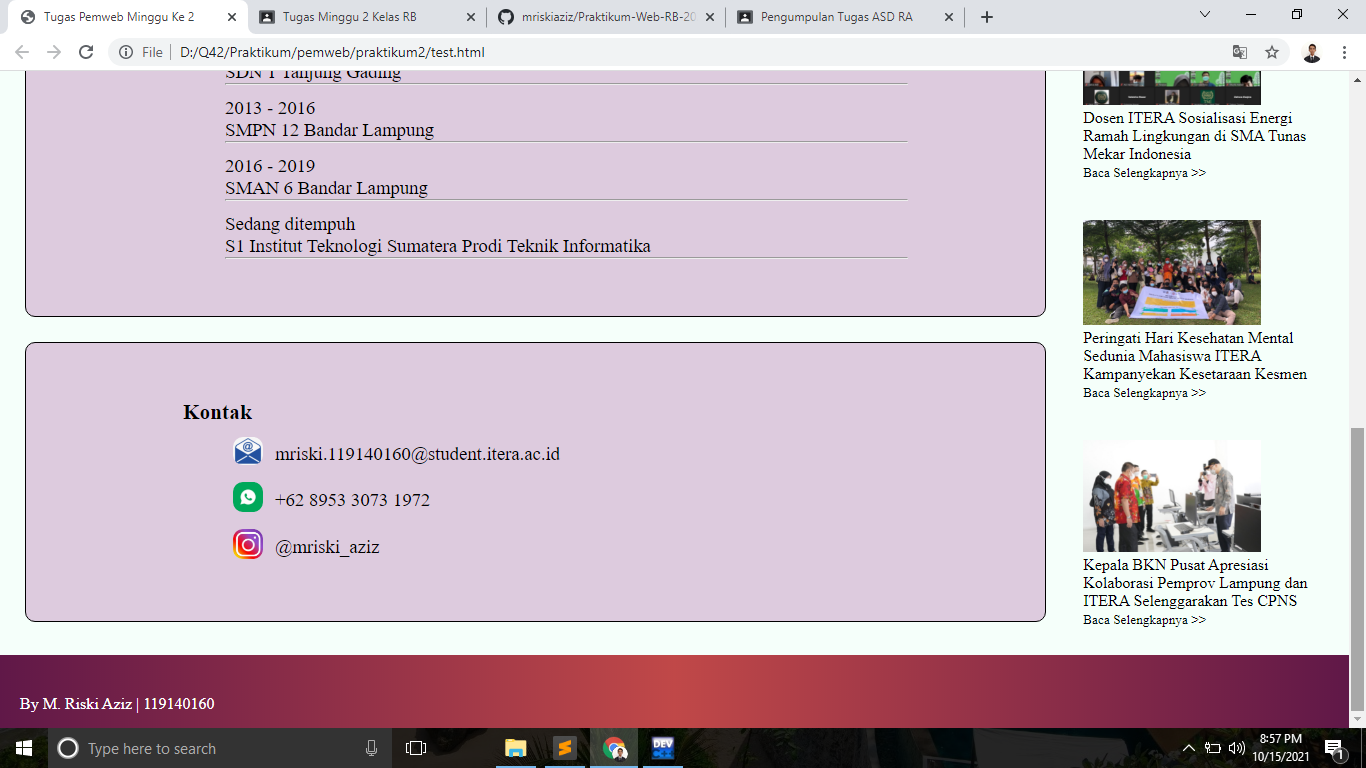 Tugas Pemweb Minggu Ke 2
Tugas Minggu 2 Kelas RB
mriskiaziz/Praktikum-Web-RB-20
Pengumpulan Tugas ASD RA
File
D:/Q42/Praktikum/pemweb/praktikum2/test.html
SDN 1 Tanjung Gading
2013 - 2016
SMPN 12 Bandar Lampung
2016 - 2019
SMAN 6 Bandar Lampung
Sedang ditempuh
S1 Institut Teknologi Sumatera Prodi Teknik Informatika
Kontak
mriski.119140160@student.itera.ac.id
+62 8953 3073 1972
@mriski_aziz
Dosen ITERA Sosialisasi Energi
Ramah Lingkungan di SMA Tunas
Mekar Indonesia
Baca Selengkapnya >>
Peringati Hari Kesehatan Mental
Sedunia Mahasiswa ITERA
Kampanyekan Kesetaraan Kesmen
Baca Selengkapnya >>
Kepala BKN Pusat Apresiasi
Kolaborasi Pemprov Lampung dan
ITERA Selenggarakan Tes CPNS
Baca Selengkapnya >>
By M. Riski Aziz | 119140160
Type here to search
DEV
8:57 PM
10/15/2021
1